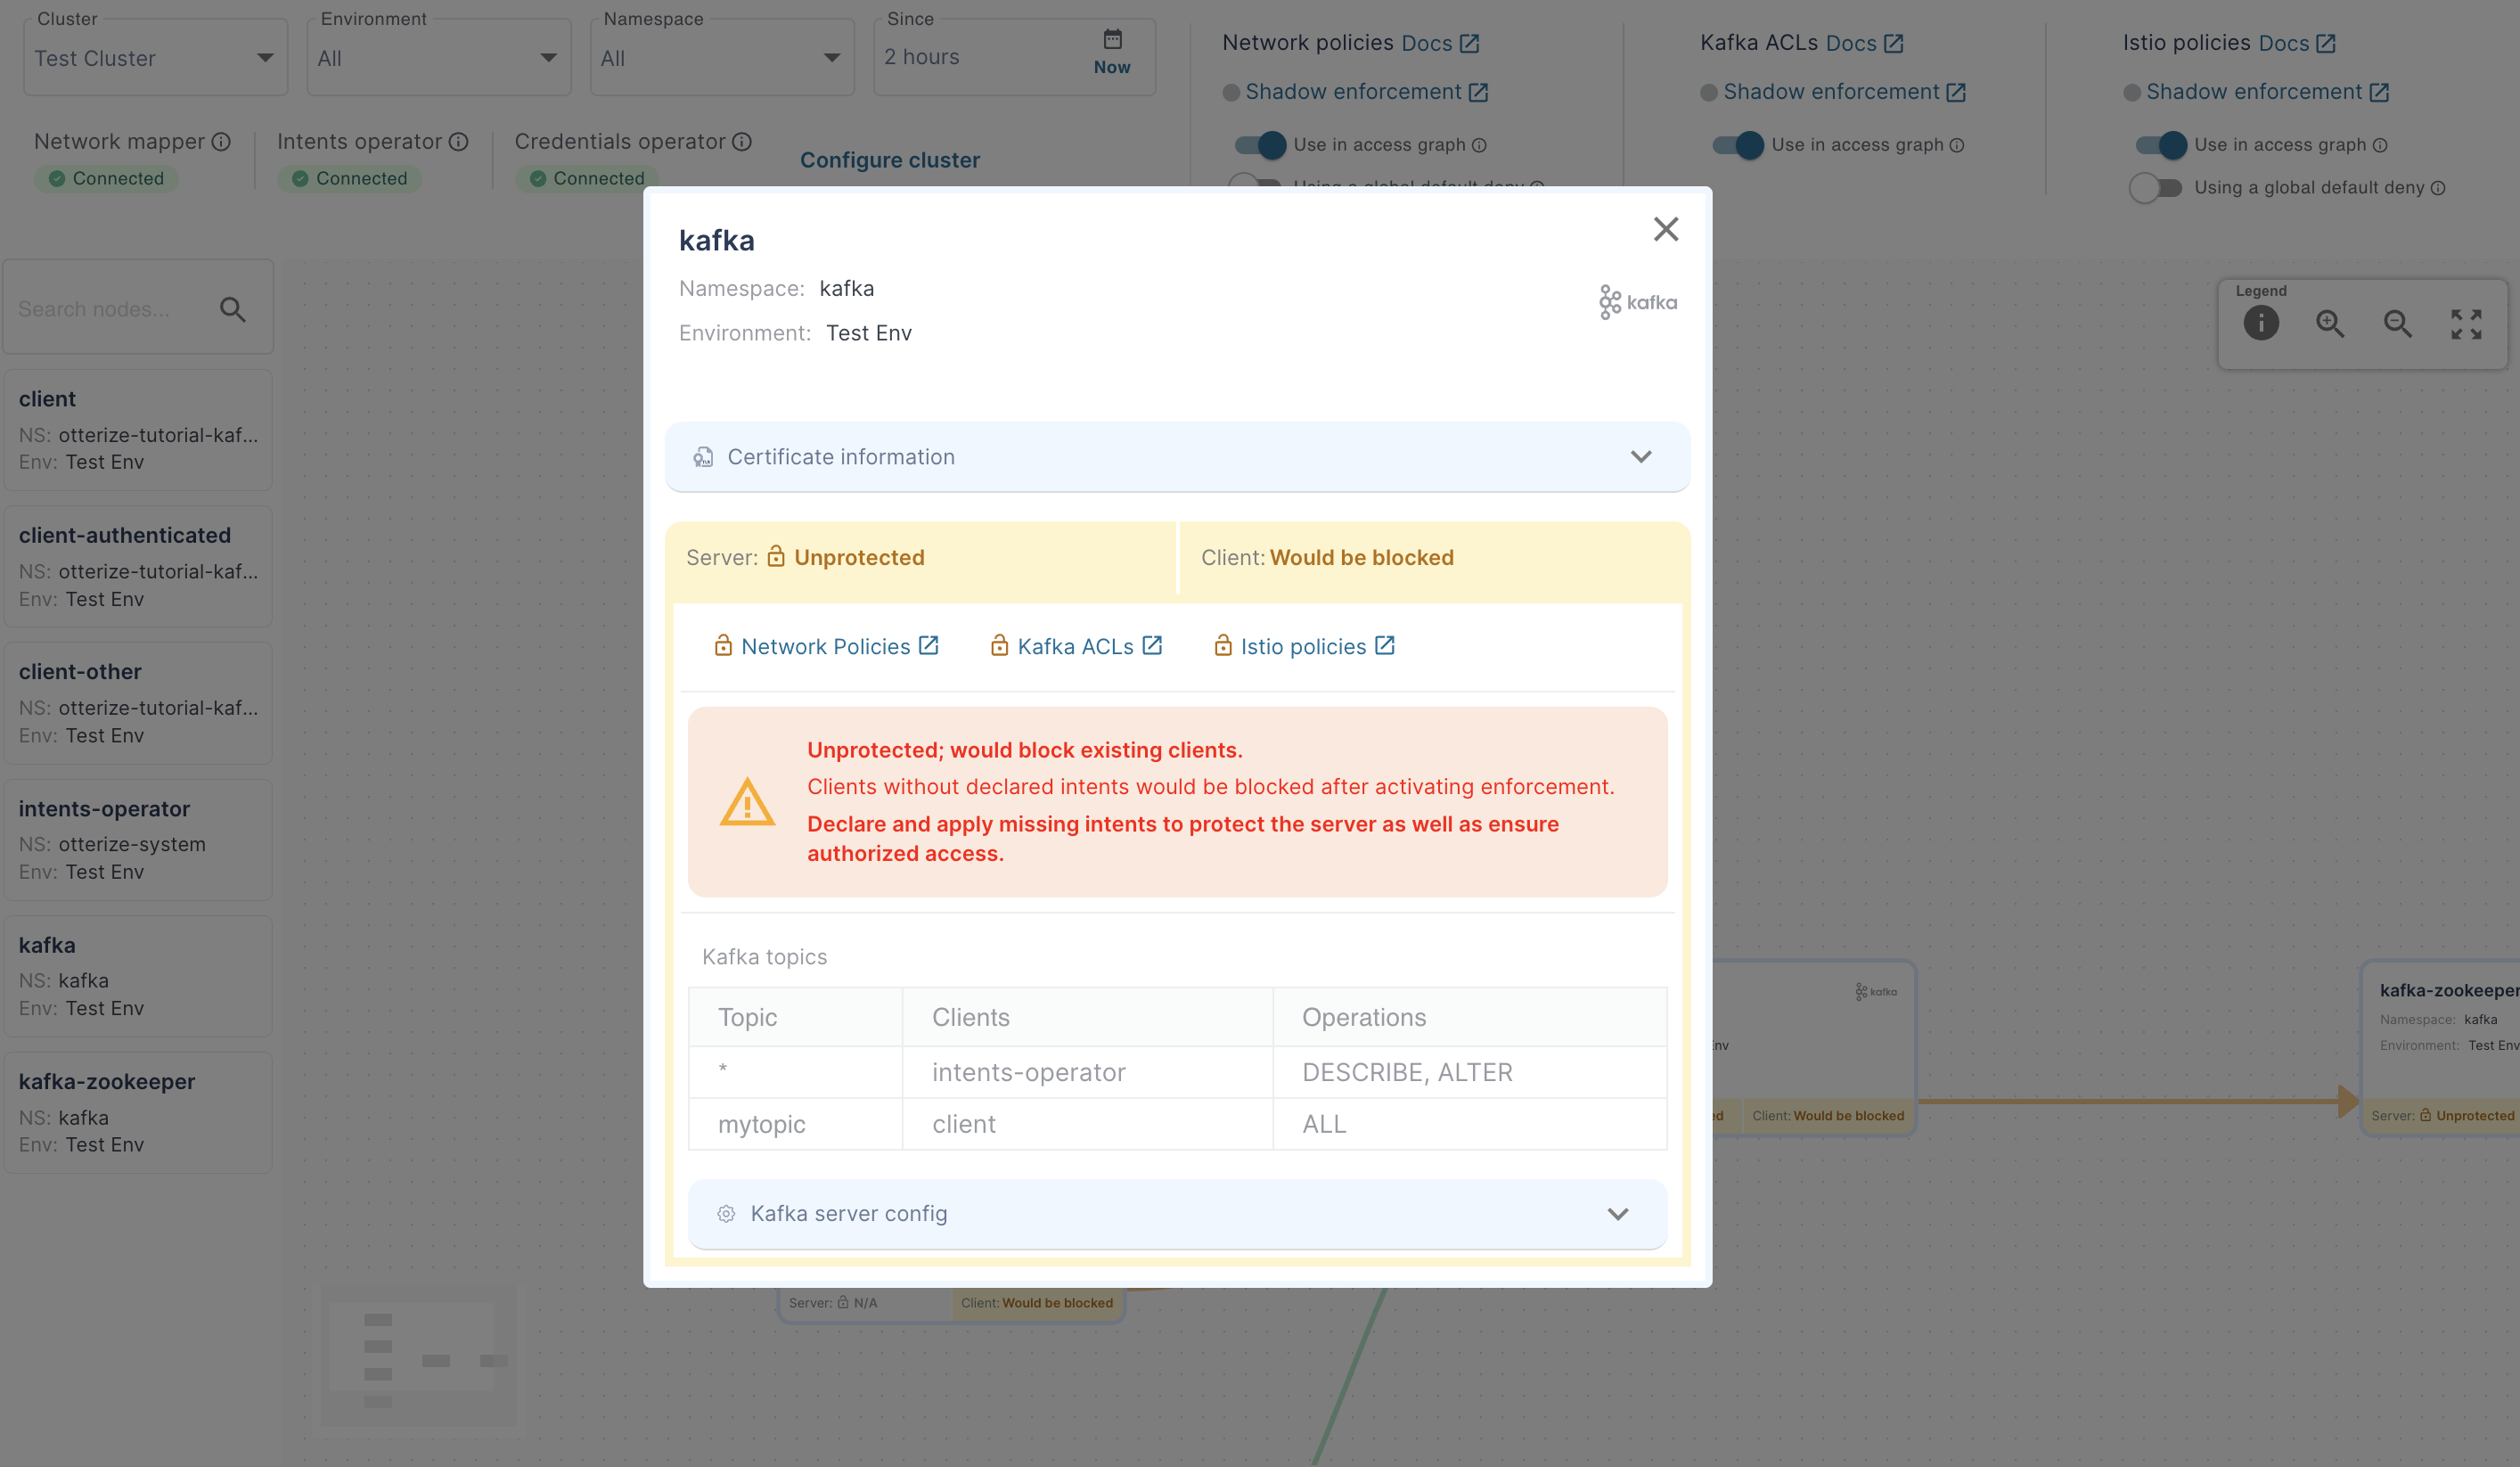 Cluster
Test Cluster
Environment
All
Namespace
All
Since
2 hours
Now
Network policies Docs
Shadow enforcement
Use in access graph
Using a global default deny
Kafka ACLs Docs
Shadow enforcement
Use in access graph
Istio policies Docs
Shadow enforcement
Use in access graph
Using a global default deny
Network mapper
Connected
Intents operator
Connected
Credentials operator
Connected
Configure cluster
Search nodes...
client
NS: otterize-tutorial-kaf...
Env: Test Env
client-authenticated
NS: otterize-tutorial-kaf...
Env: Test Env
client-other
NS: otterize-tutorial-kaf...
Env: Test Env
intents-operator
NS: otterize-system
Env: Test Env
kafka
NS: kafka
Env: Test Env
kafka-zookeeper
NS: kafka
Env: Test Env
Legend
kafka
Namespace: kafka
Environment: Test Env
kafka
Certificate information
Server: Unprotected
Client: Would be blocked
Network Policies
Kafka ACLs
Istio policies
Unprotected; would block existing clients.
Clients without declared intents would be blocked after activating enforcement.
Declare and apply missing intents to protect the server as well as ensure
authorized access.
Kafka topics
Topic Clients Operations
* intents-operator DESCRIBE, ALTER
mytopic client ALL
Kafka server config
kafka
Client: Would be blocked
kafka-zookeeper
Namespace: kafka
Environment: Test Env
Server: Unprotected
Server: N/A
Client: Would be blocked